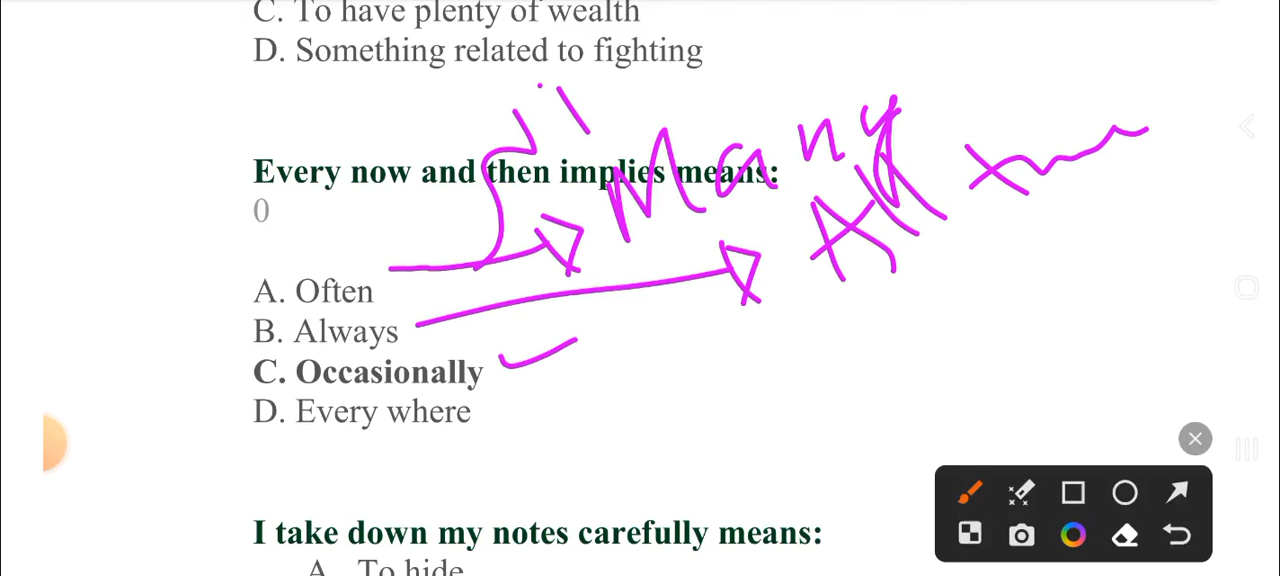 C. To have plenty of wealth
D. Something related to fighting
Many
Every now and then implies means:
0
All
A. Often
B. Always
C. Occasionally
D. Every where
I take down my notes carefully means:
A. To hide